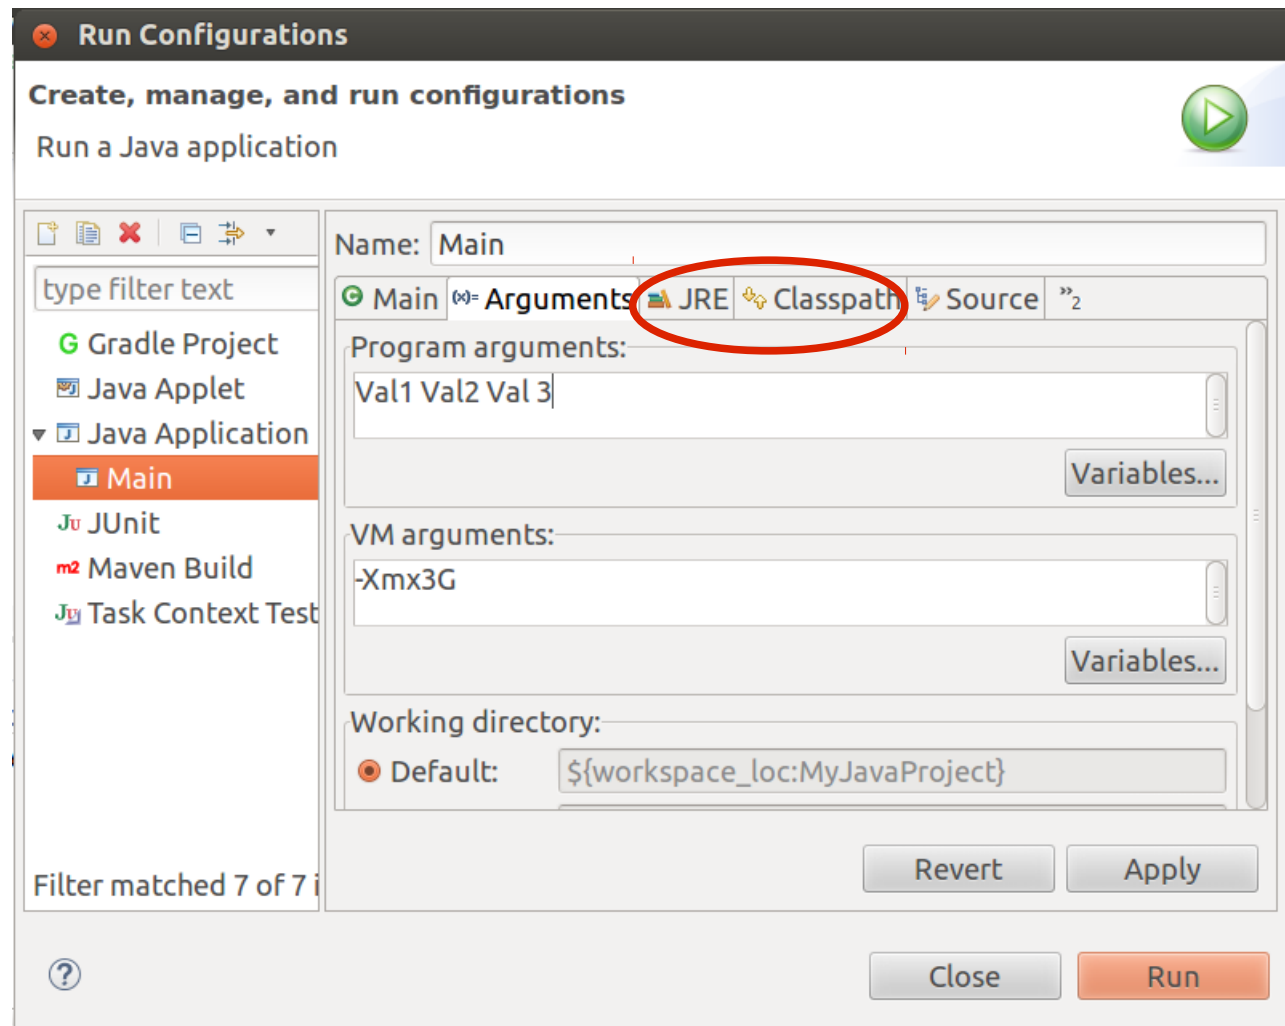 Run Configurations
Create, manage, and run configurations
Run a Java application
type filter text
G Gradle Project
Java Applet
Java Application
Main
JU JUnit
m2 Maven Build
JU Task Context Test
Filter matched 7 of 7 i
Name: Main
Main (x)= Arguments JRE Classpath Source »2
Program arguments:
Val1 Val2 Val 3
Variables...
VM arguments:
-Xmx3G
Variables...
Working directory:
Default: ${workspace_loc:MyJavaProject}
Revert Apply
? Close Run